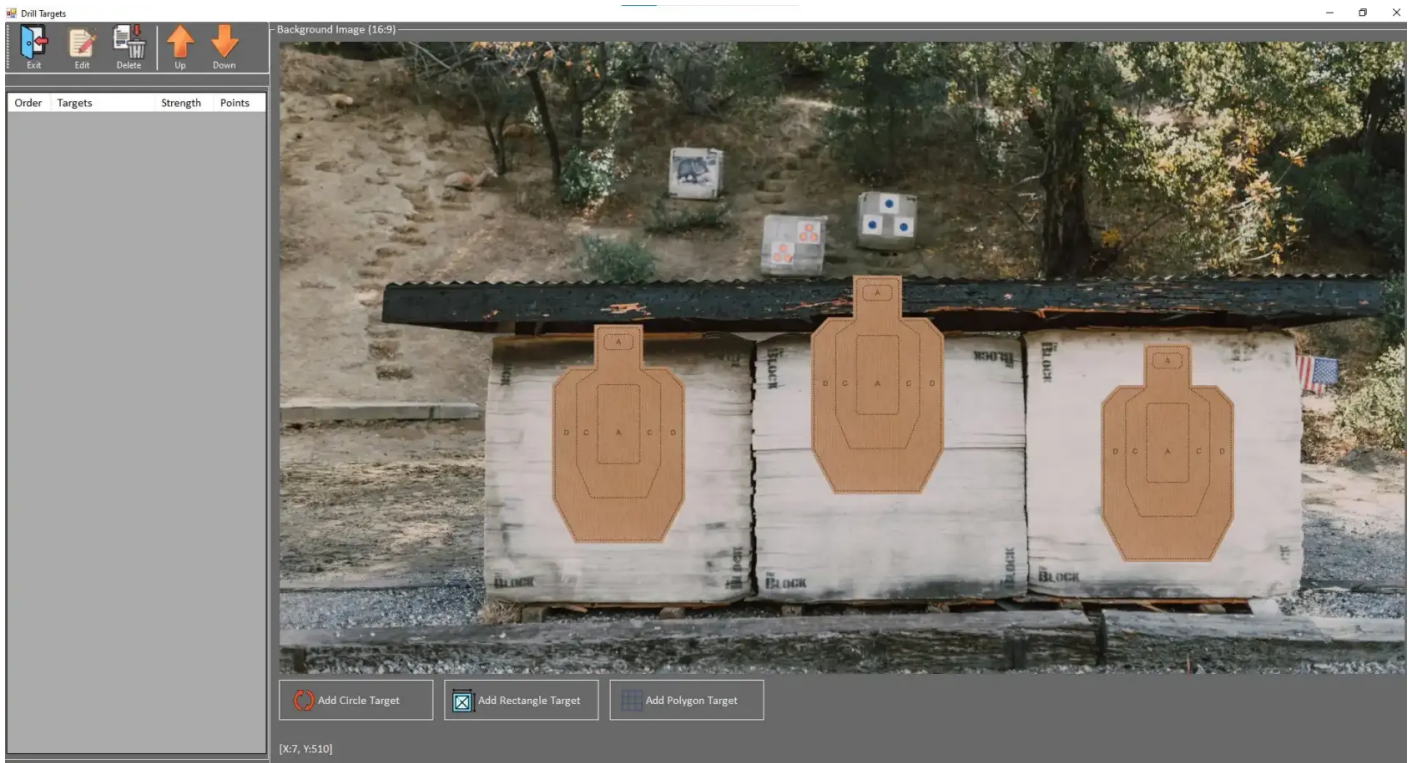 Drill Targets
Exit Edit Delete Up Down
Background Image (16:9)
Order Targets Strength Points
A
A
A
D C A C D
D C A C D
D C A C D
BLOCK
BLOCK
BLOCK
BLOCK
BLOCK
BLOCK
BLOCK
Add Circle Target Add Rectangle Target Add Polygon Target
[X:7, Y:510]